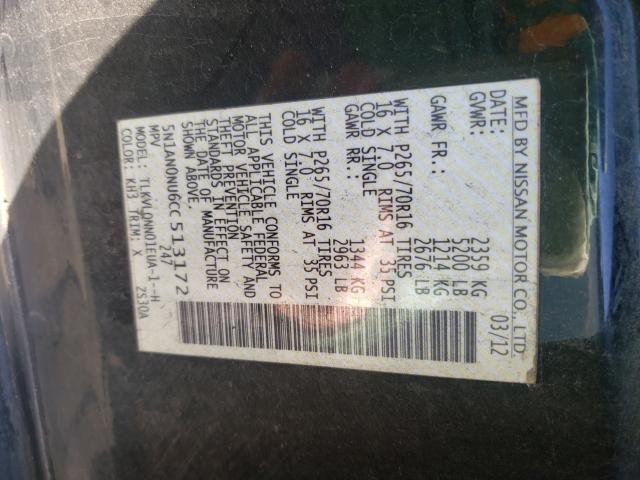 MFD BY NISSAN MOTOR CO., LTD.
DATE: 03/12
GVWR: 2359 KG
5200 LB
GAWR FR.: 1214 KG
2676 LB
WITH P265/70R16 TIRES
16 X 7.0 RIMS AT 35 PSI
COLD SINGLE
GAWR RR.: 1344 KG
2963 LB
WITH P265/70R16 TIRES
16 X 7.0 RIMS AT 35 PSI
COLD SINGLE
THIS VEHICLE CONFORMS TO
ALL APPLICABLE FEDERAL
MOTOR VEHICLE SAFETY AND
THEFT PREVENTION
STANDARDS IN EFFECT ON
THE DATE OF MANUFACTURE
SHOWN ABOVE.
5N1AN0NU6CC513172
MPV 247
MODEL: 2S30A
COLOR: KH3 TRIM: X